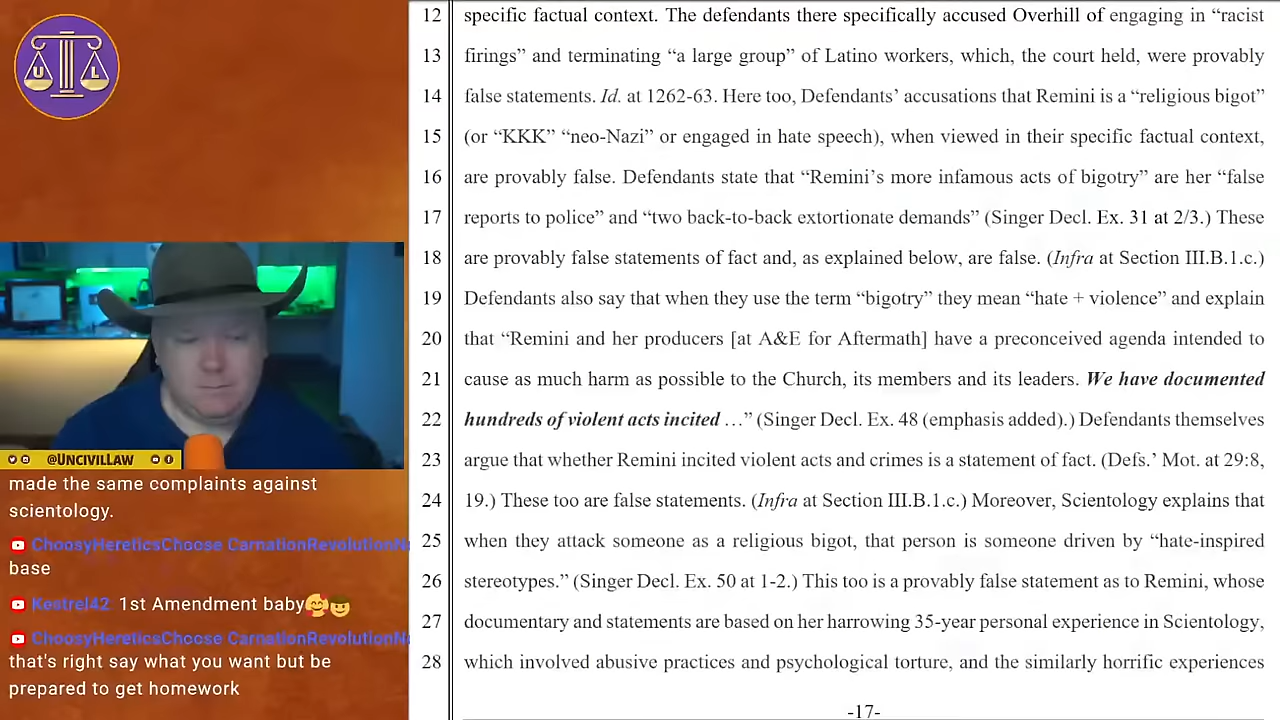 U L
@UNCIVILLAW
made the same complaints against
scientology.
ChoosyHereticsChoose CarnationRevolutionN
base
Kestrel42 1st Amendment baby
ChoosyHereticsChoose CarnationRevolutionN
that's right say what you want but be
prepared to get homework
12 specific factual context. The defendants there specifically accused Overhill of engaging in “racist
13 firings” and terminating “a large group” of Latino workers, which, the court held, were provably
14 false statements. Id. at 1262-63. Here too, Defendants’ accusations that Remini is a “religious bigot”
15 (or “KKK” “neo-Nazi” or engaged in hate speech), when viewed in their specific factual context,
16 are provably false. Defendants state that “Remini’s more infamous acts of bigotry” are her “false
17 reports to police” and “two back-to-back extortionate demands” (Singer Decl. Ex. 31 at 2/3.) These
18 are provably false statements of fact and, as explained below, are false. (Infra at Section III.B.1.c.)
19 Defendants also say that when they use the term “bigotry” they mean “hate + violence” and explain
20 that “Remini and her producers [at A&E for Aftermath] have a preconceived agenda intended to
21 cause as much harm as possible to the Church, its members and its leaders. We have documented
22 hundreds of violent acts incited …” (Singer Decl. Ex. 48 (emphasis added).) Defendants themselves
23 argue that whether Remini incited violent acts and crimes is a statement of fact. (Defs.’ Mot. at 29:8,
24 19.) These too are false statements. (Infra at Section III.B.1.c.) Moreover, Scientology explains that
25 when they attack someone as a religious bigot, that person is someone driven by “hate-inspired
26 stereotypes.” (Singer Decl. Ex. 50 at 1-2.) This too is a provably false statement as to Remini, whose
27 documentary and statements are based on her harrowing 35-year personal experience in Scientology,
28 which involved abusive practices and psychological torture, and the similarly horrific experiences
-17-